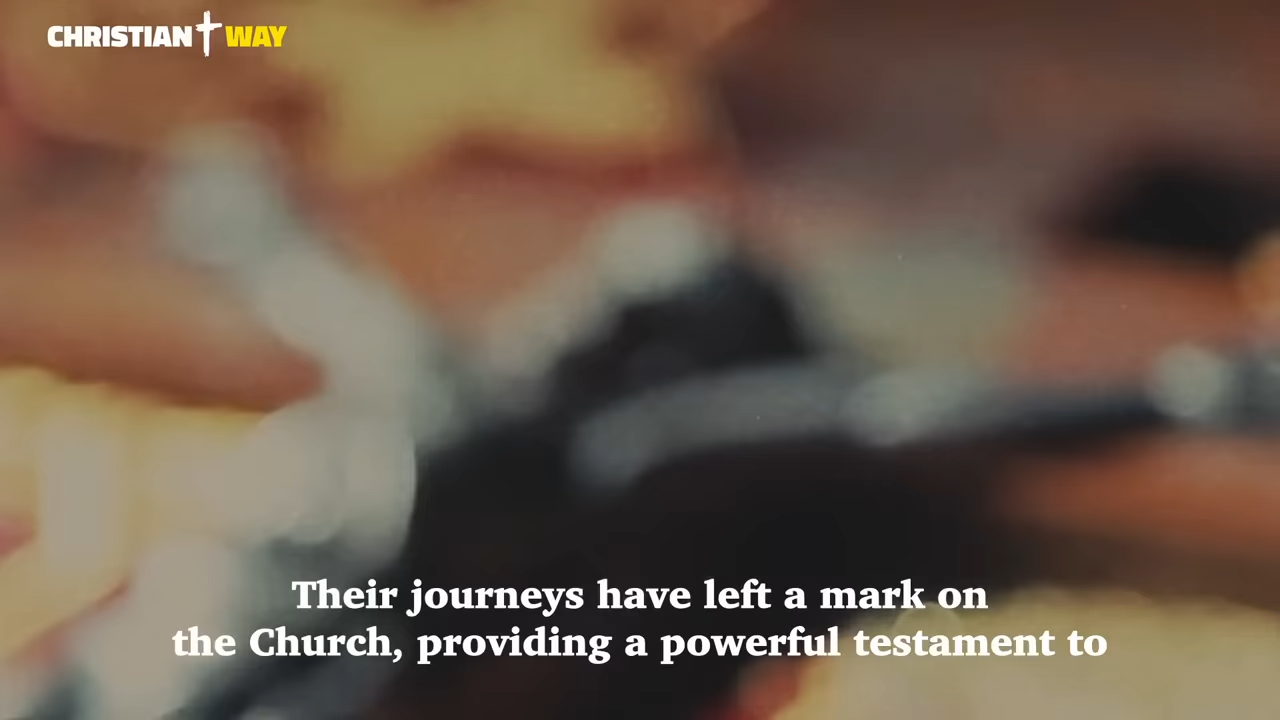 CHRISTIAN WAY
Their journeys have left a mark on
the Church, providing a powerful testament to